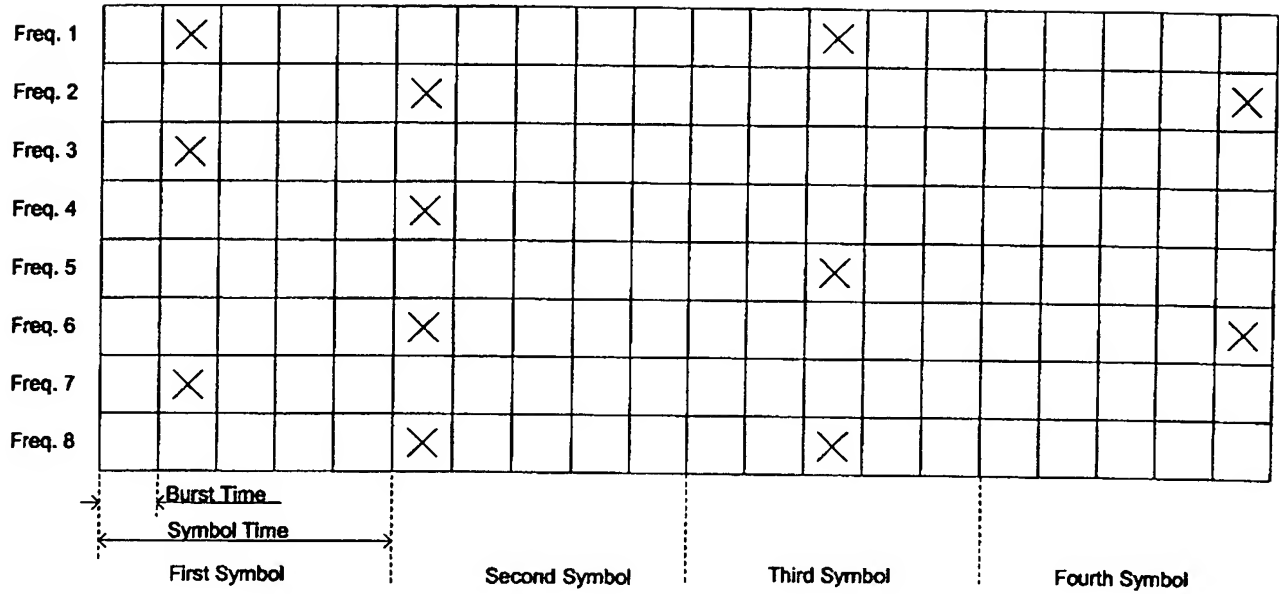 Freq. 1
Freq. 2
Freq. 3
Freq. 4
Freq. 5
Freq. 6
Freq. 7
Freq. 8
Burst Time
Symbol Time
First Symbol
Second Symbol
Third Symbol
Fourth Symbol